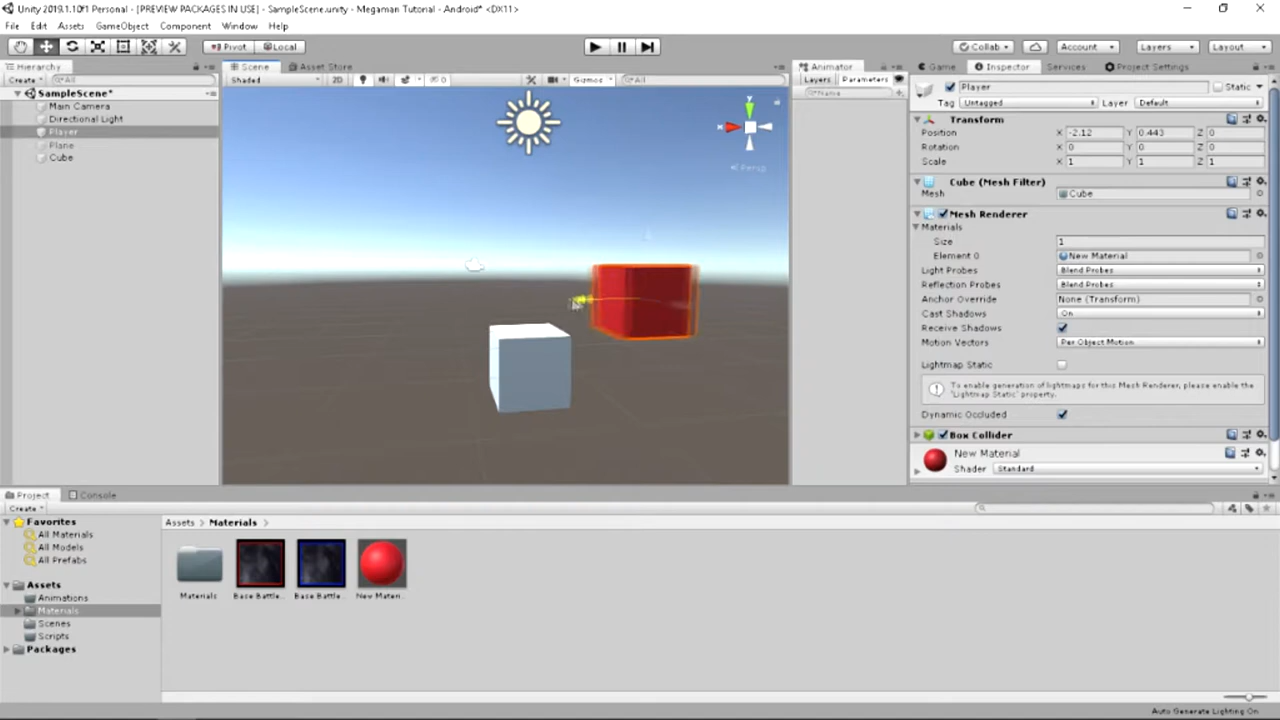 Unity 2019.1.10f1 Personal - [PREVIEW PACKAGES IN USE] - SampleScene.unity - Megaman Tutorial - Android* <DX11>
File Edit Assets GameObject Component Window Help
Pivot Local Collab Account Layers Layout
Hierarchy
Create All
SampleScene*
Main Camera
Directional Light
Player
Plane
Cube
Scene Asset Store
Shaded 2D 0 Gizmos All
Persp
Animator
Layers Parameters
Name
Game Inspector Services Project Settings
Player Static
Tag Untagged Layer Default
Transform
Position X -2.12 Y 0.443 Z 0
Rotation X 0 Y 0 Z 0
Scale X 1 Y 1 Z 1
Cube (Mesh Filter)
Mesh Cube
Mesh Renderer
Materials
Size 1
Element 0 New Material
Light Probes Blend Probes
Reflection Probes Blend Probes
Anchor Override None (Transform)
Cast Shadows On
Receive Shadows
Motion Vectors Per Object Motion
Lightmap Static
To enable generation of lightmaps for this Mesh Renderer, please enable the
'Lightmap Static' property.
Dynamic Occluded
Box Collider
New Material
Shader Standard
Project Console
Create
Favorites
All Materials
All Models
All Prefabs
Assets
Animations
Materials
Scenes
Scripts
Packages
Assets > Materials >
Materials Base Battle... Base Battle... New Materi...
Auto Generate Lighting On